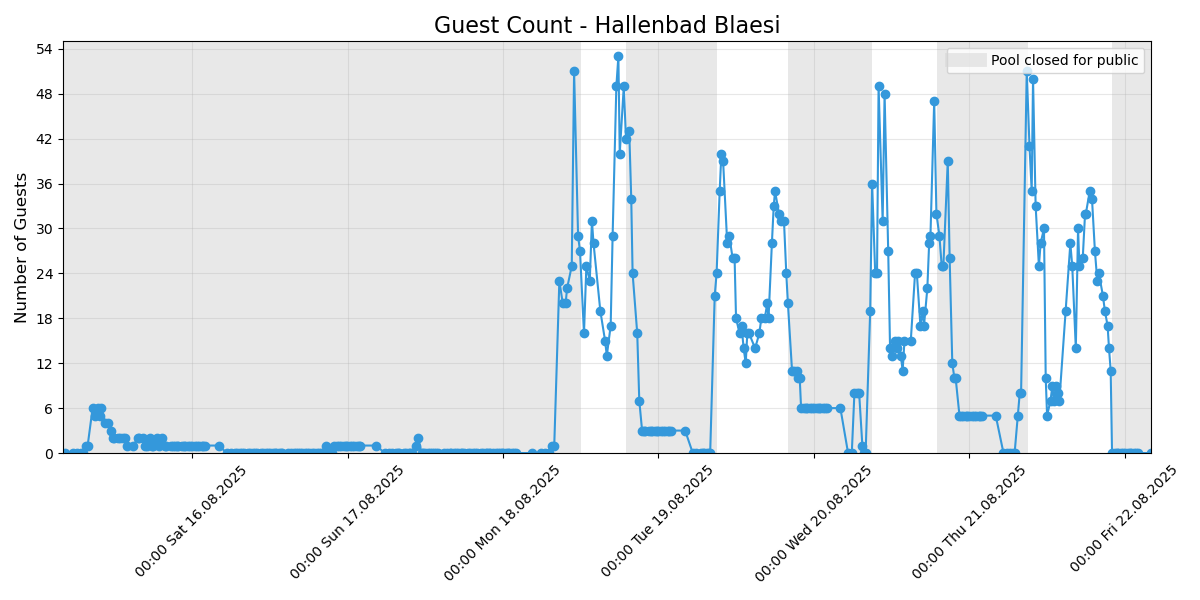 Guest Count - Hallenbad Blaesi
Pool closed for public
Number of Guests
54
48
42
36
30
24
18
12
6
0
00:00 Sat 16.08.2025
00:00 Sun 17.08.2025
00:00 Mon 18.08.2025
00:00 Tue 19.08.2025
00:00 Wed 20.08.2025
00:00 Thu 21.08.2025
00:00 Fri 22.08.2025